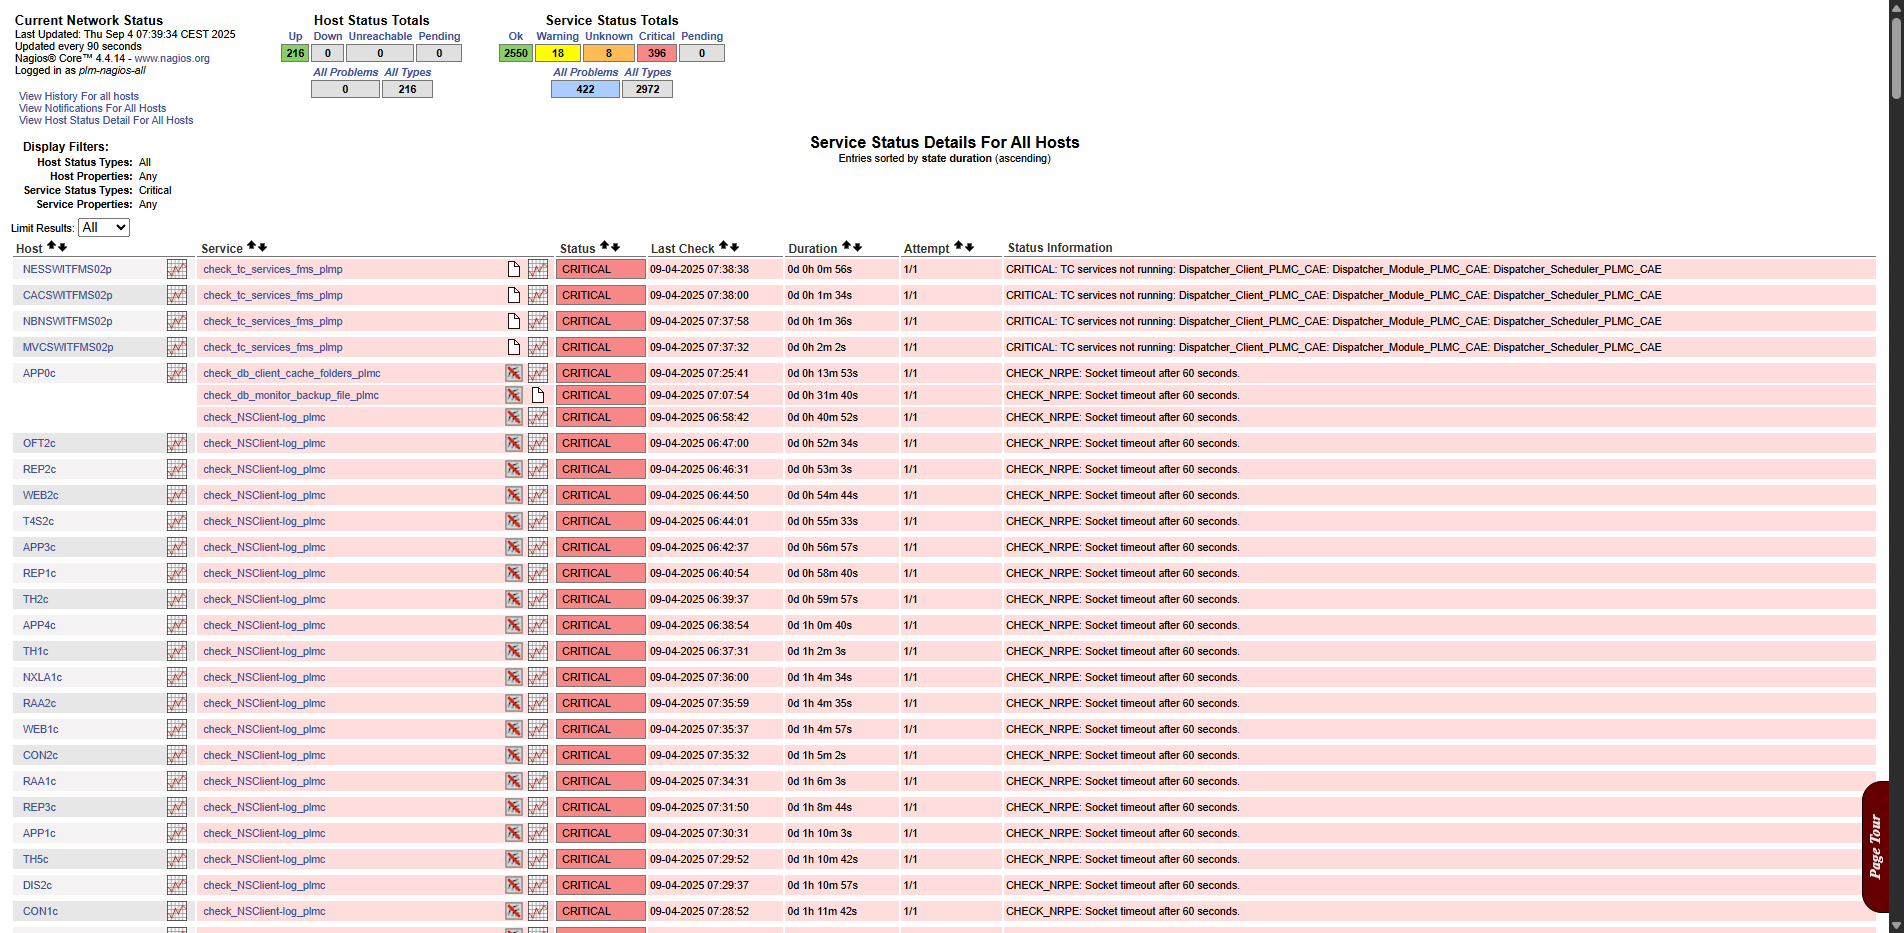 Current Network Status
Last Updated: Thu Sep 4 07:39:34 CEST 2025
Updated every 90 seconds
Nagios® Core™ 4.4.14 - www.nagios.org
Logged in as plm-nagios-all
View History For all hosts
View Notifications For All Hosts
View Host Status Detail For All Hosts
Host Status Totals
Up Down Unreachable Pending
216 0 0 0
All Problems All Types
0 216
Service Status Totals
Ok Warning Unknown Critical Pending
2550 18 8 396 0
All Problems All Types
422 2972
Display Filters:
Host Status Types: All
Host Properties: Any
Service Status Types: Critical
Service Properties: Any
Service Status Details For All Hosts
Entries sorted by state duration (ascending)
Limit Results: All
Host Service Status Last Check Duration Attempt Status Information
NESSWITFMS02p check_tc_services_fms_plmp CRITICAL 09-04-2025 07:38:38 0d 0h 0m 56s 1/1 CRITICAL: TC services not running: Dispatcher_Client_PLMC_CAE: Dispatcher_Module_PLMC_CAE: Dispatcher_Scheduler_PLMC_CAE
CACSWITFMS02p check_tc_services_fms_plmp CRITICAL 09-04-2025 07:38:00 0d 0h 1m 34s 1/1 CRITICAL: TC services not running: Dispatcher_Client_PLMC_CAE: Dispatcher_Module_PLMC_CAE: Dispatcher_Scheduler_PLMC_CAE
NBNSWITFMS02p check_tc_services_fms_plmp CRITICAL 09-04-2025 07:37:58 0d 0h 1m 36s 1/1 CRITICAL: TC services not running: Dispatcher_Client_PLMC_CAE: Dispatcher_Module_PLMC_CAE: Dispatcher_Scheduler_PLMC_CAE
MVCSWITFMS02p check_tc_services_fms_plmp CRITICAL 09-04-2025 07:37:32 0d 0h 2m 2s 1/1 CRITICAL: TC services not running: Dispatcher_Client_PLMC_CAE: Dispatcher_Module_PLMC_CAE: Dispatcher_Scheduler_PLMC_CAE
APP0c check_db_client_cache_folders_plmc CRITICAL 09-04-2025 07:25:41 0d 0h 13m 53s 1/1 CHECK_NRPE: Socket timeout after 60 seconds.
check_db_monitor_backup_file_plmc CRITICAL 09-04-2025 07:07:54 0d 0h 31m 40s 1/1 CHECK_NRPE: Socket timeout after 60 seconds.
check_NSClient-log_plmc CRITICAL 09-04-2025 06:58:42 0d 0h 40m 52s 1/1 CHECK_NRPE: Socket timeout after 60 seconds.
OFT2c check_NSClient-log_plmc CRITICAL 09-04-2025 06:47:00 0d 0h 52m 34s 1/1 CHECK_NRPE: Socket timeout after 60 seconds.
REP2c check_NSClient-log_plmc CRITICAL 09-04-2025 06:46:31 0d 0h 53m 3s 1/1 CHECK_NRPE: Socket timeout after 60 seconds.
WEB2c check_NSClient-log_plmc CRITICAL 09-04-2025 06:44:50 0d 0h 54m 44s 1/1 CHECK_NRPE: Socket timeout after 60 seconds.
T4S2c check_NSClient-log_plmc CRITICAL 09-04-2025 06:44:01 0d 0h 55m 33s 1/1 CHECK_NRPE: Socket timeout after 60 seconds.
APP3c check_NSClient-log_plmc CRITICAL 09-04-2025 06:42:37 0d 0h 56m 57s 1/1 CHECK_NRPE: Socket timeout after 60 seconds.
REP1c check_NSClient-log_plmc CRITICAL 09-04-2025 06:40:54 0d 0h 58m 40s 1/1 CHECK_NRPE: Socket timeout after 60 seconds.
TH2c check_NSClient-log_plmc CRITICAL 09-04-2025 06:39:37 0d 0h 59m 57s 1/1 CHECK_NRPE: Socket timeout after 60 seconds.
APP4c check_NSClient-log_plmc CRITICAL 09-04-2025 06:38:54 0d 1h 0m 40s 1/1 CHECK_NRPE: Socket timeout after 60 seconds.
TH1c check_NSClient-log_plmc CRITICAL 09-04-2025 07:37:31 0d 1h 2m 3s 1/1 CHECK_NRPE: Socket timeout after 60 seconds.
NXLA1c check_NSClient-log_plmc CRITICAL 09-04-2025 07:36:00 0d 1h 4m 34s 1/1 CHECK_NRPE: Socket timeout after 60 seconds.
RAA2c check_NSClient-log_plmc CRITICAL 09-04-2025 07:35:59 0d 1h 4m 35s 1/1 CHECK_NRPE: Socket timeout after 60 seconds.
WEB1c check_NSClient-log_plmc CRITICAL 09-04-2025 07:35:37 0d 1h 4m 57s 1/1 CHECK_NRPE: Socket timeout after 60 seconds.
CON2c check_NSClient-log_plmc CRITICAL 09-04-2025 07:35:32 0d 1h 5m 2s 1/1 CHECK_NRPE: Socket timeout after 60 seconds.
RAA1c check_NSClient-log_plmc CRITICAL 09-04-2025 07:34:31 0d 1h 6m 3s 1/1 CHECK_NRPE: Socket timeout after 60 seconds.
REP3c check_NSClient-log_plmc CRITICAL 09-04-2025 07:31:50 0d 1h 8m 44s 1/1 CHECK_NRPE: Socket timeout after 60 seconds.
APP1c check_NSClient-log_plmc CRITICAL 09-04-2025 07:30:31 0d 1h 10m 3s 1/1 CHECK_NRPE: Socket timeout after 60 seconds.
TH5c check_NSClient-log_plmc CRITICAL 09-04-2025 07:29:52 0d 1h 10m 42s 1/1 CHECK_NRPE: Socket timeout after 60 seconds.
DIS2c check_NSClient-log_plmc CRITICAL 09-04-2025 07:29:37 0d 1h 10m 57s 1/1 CHECK_NRPE: Socket timeout after 60 seconds.
CON1c check_NSClient-log_plmc CRITICAL 09-04-2025 07:28:52 0d 1h 11m 42s 1/1 CHECK_NRPE: Socket timeout after 60 seconds.
Page Tour